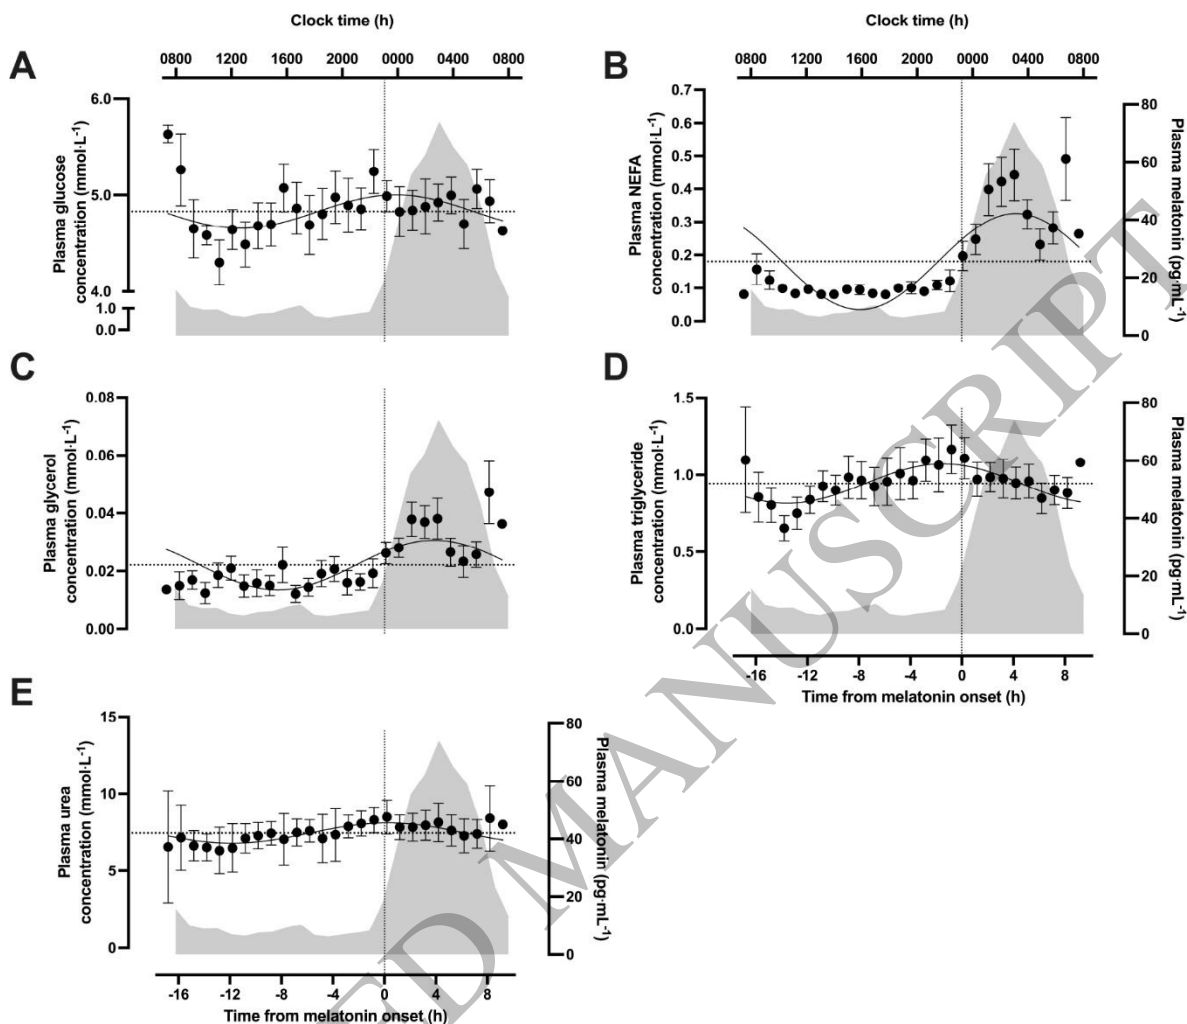 Clock time (h)
Clock time (h)
A
0800 1200 1600 2000 0000 0400 0800
B
0800 1200 1600 2000 0000 0400 0800
Plasma glucose
concentration (mmol·L-1)
6.0
5.0
4.0
1.0
0.0
Plasma NEFA
concentration (mmol·L-1)
0.7
0.6
0.5
0.4
0.3
0.2
0.1
0.0
80
60
40
20
0
Plasma melatonin (pg·mL-1)
C
Plasma glycerol
concentration (mmol·L-1)
0.08
0.06
0.04
0.02
0.00
D
Plasma triglyceride
concentration (mmol·L-1)
1.5
1.0
0.5
0.0
80
60
40
20
0
Plasma melatonin (pg·mL-1)
-16 -12 -8 -4 0 4 8
Time from melatonin onset (h)
E
Plasma urea
concentration (mmol·L-1)
15
10
5
0
80
60
40
20
0
Plasma melatonin (pg·mL-1)
-16 -12 -8 -4 0 4 8
Time from melatonin onset (h)
ED MANUSCRIPT